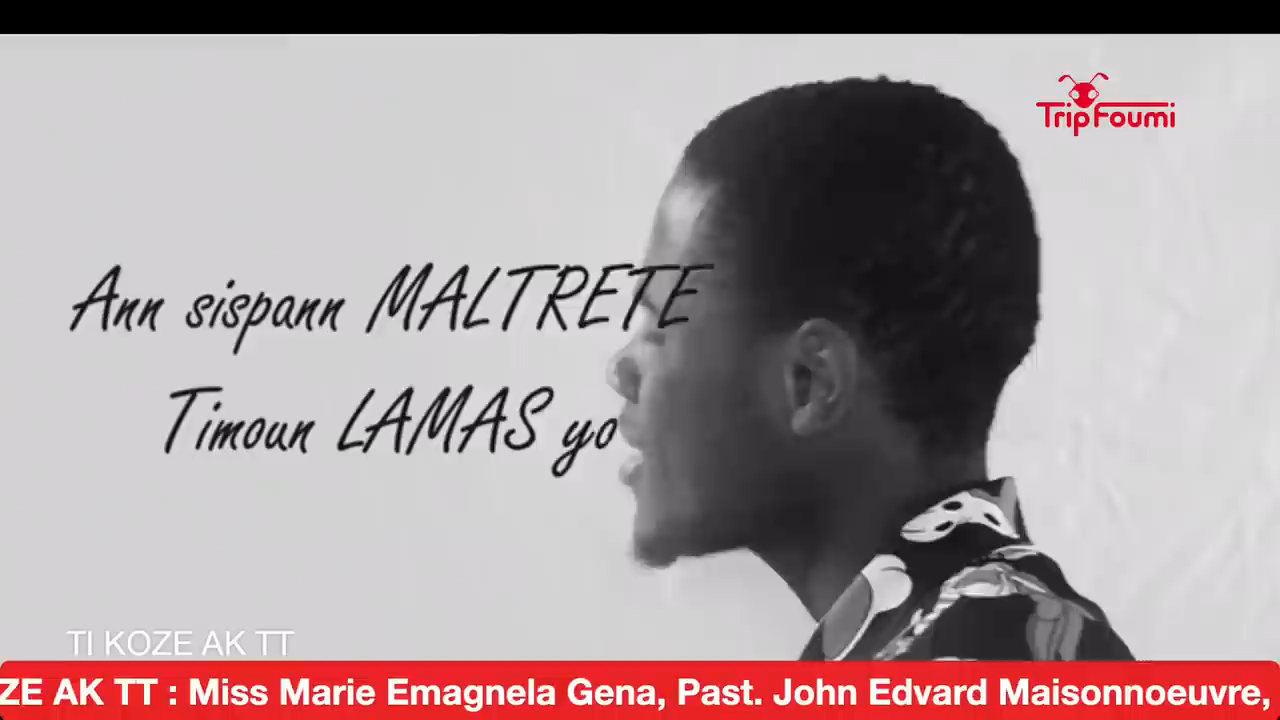 TripFoumi
Ann sispann MALTRETE
Timoun LAMAS yo
TI KOZE AK TT
ZE AK TT : Miss Marie Emagnela Gena, Past. John Edvard Maisonnoeuvre,